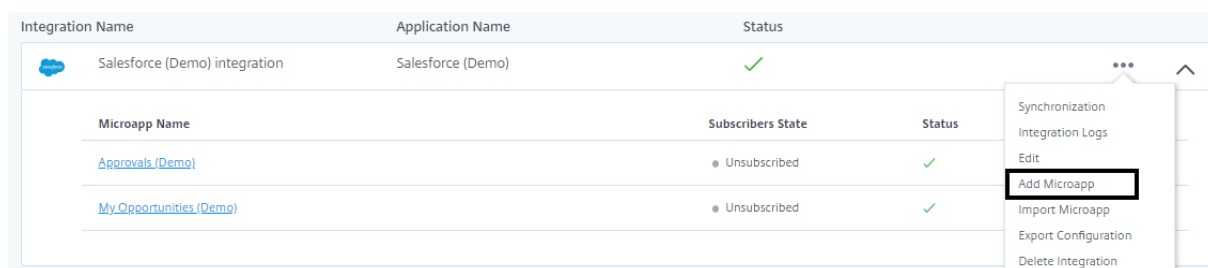 Integration Name Application Name Status
Salesforce (Demo) integration Salesforce (Demo)
Synchronization
Microapp Name Subscribers State Status
Integration Logs
Approvals (Demo) Unsubscribed
Edit
Add Microapp
My Opportunities (Demo) Unsubscribed
Import Microapp
Export Configuration
Delete Integration